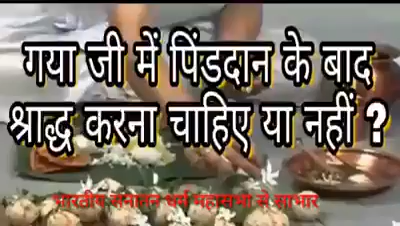 गया जी में पिंडदान के बाद
श्राद्ध करना चाहिए या नहीं ?
भारतीय सनातन धर्म महासभा से साभार